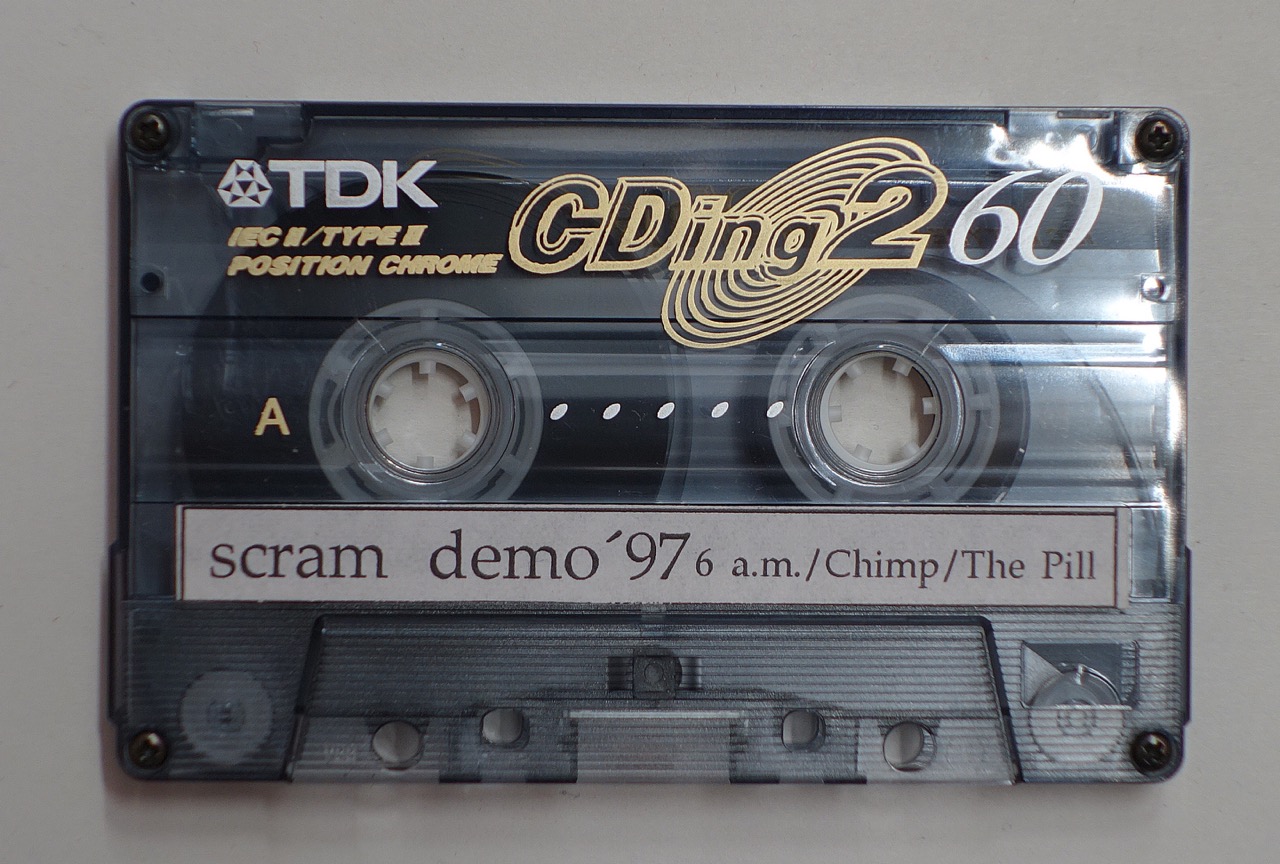 TDK
IEC II/TYPE II
POSITION CHROME
CDing2 60
A
scram demo´97 6 a.m./Chimp/The Pill